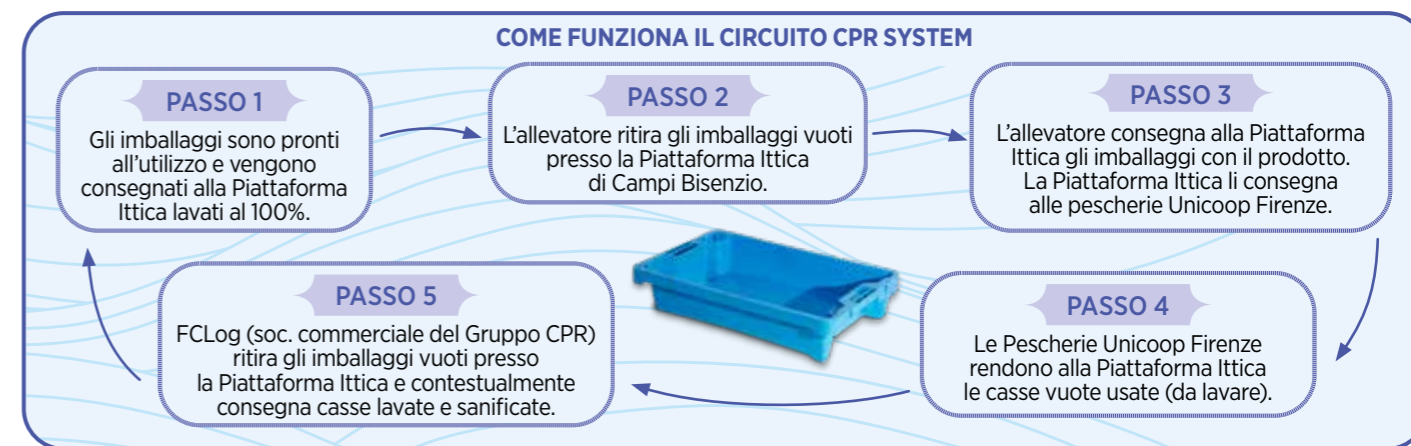 COME FUNZIONA IL CIRCUITO CPR SYSTEM
PASSO 1
Gli imballaggi sono pronti
all’utilizzo e vengono
consegnati alla Piattaforma
Ittica lavati al 100%.
PASSO 2
L’allevatore ritira gli imballaggi vuoti
presso la Piattaforma Ittica
di Campi Bisenzio.
PASSO 3
L’allevatore consegna alla Piattaforma
Ittica gli imballaggi con il prodotto.
La Piattaforma Ittica li consegna
alle pescherie Unicoop Firenze.
PASSO 4
Le Pescherie Unicoop Firenze
rendono alla Piattaforma Ittica
le casse vuote usate (da lavare).
PASSO 5
FCLog (soc. commerciale del Gruppo CPR)
ritira gli imballaggi vuoti presso
la Piattaforma Ittica e contestualmente
consegna casse lavate e sanificate.